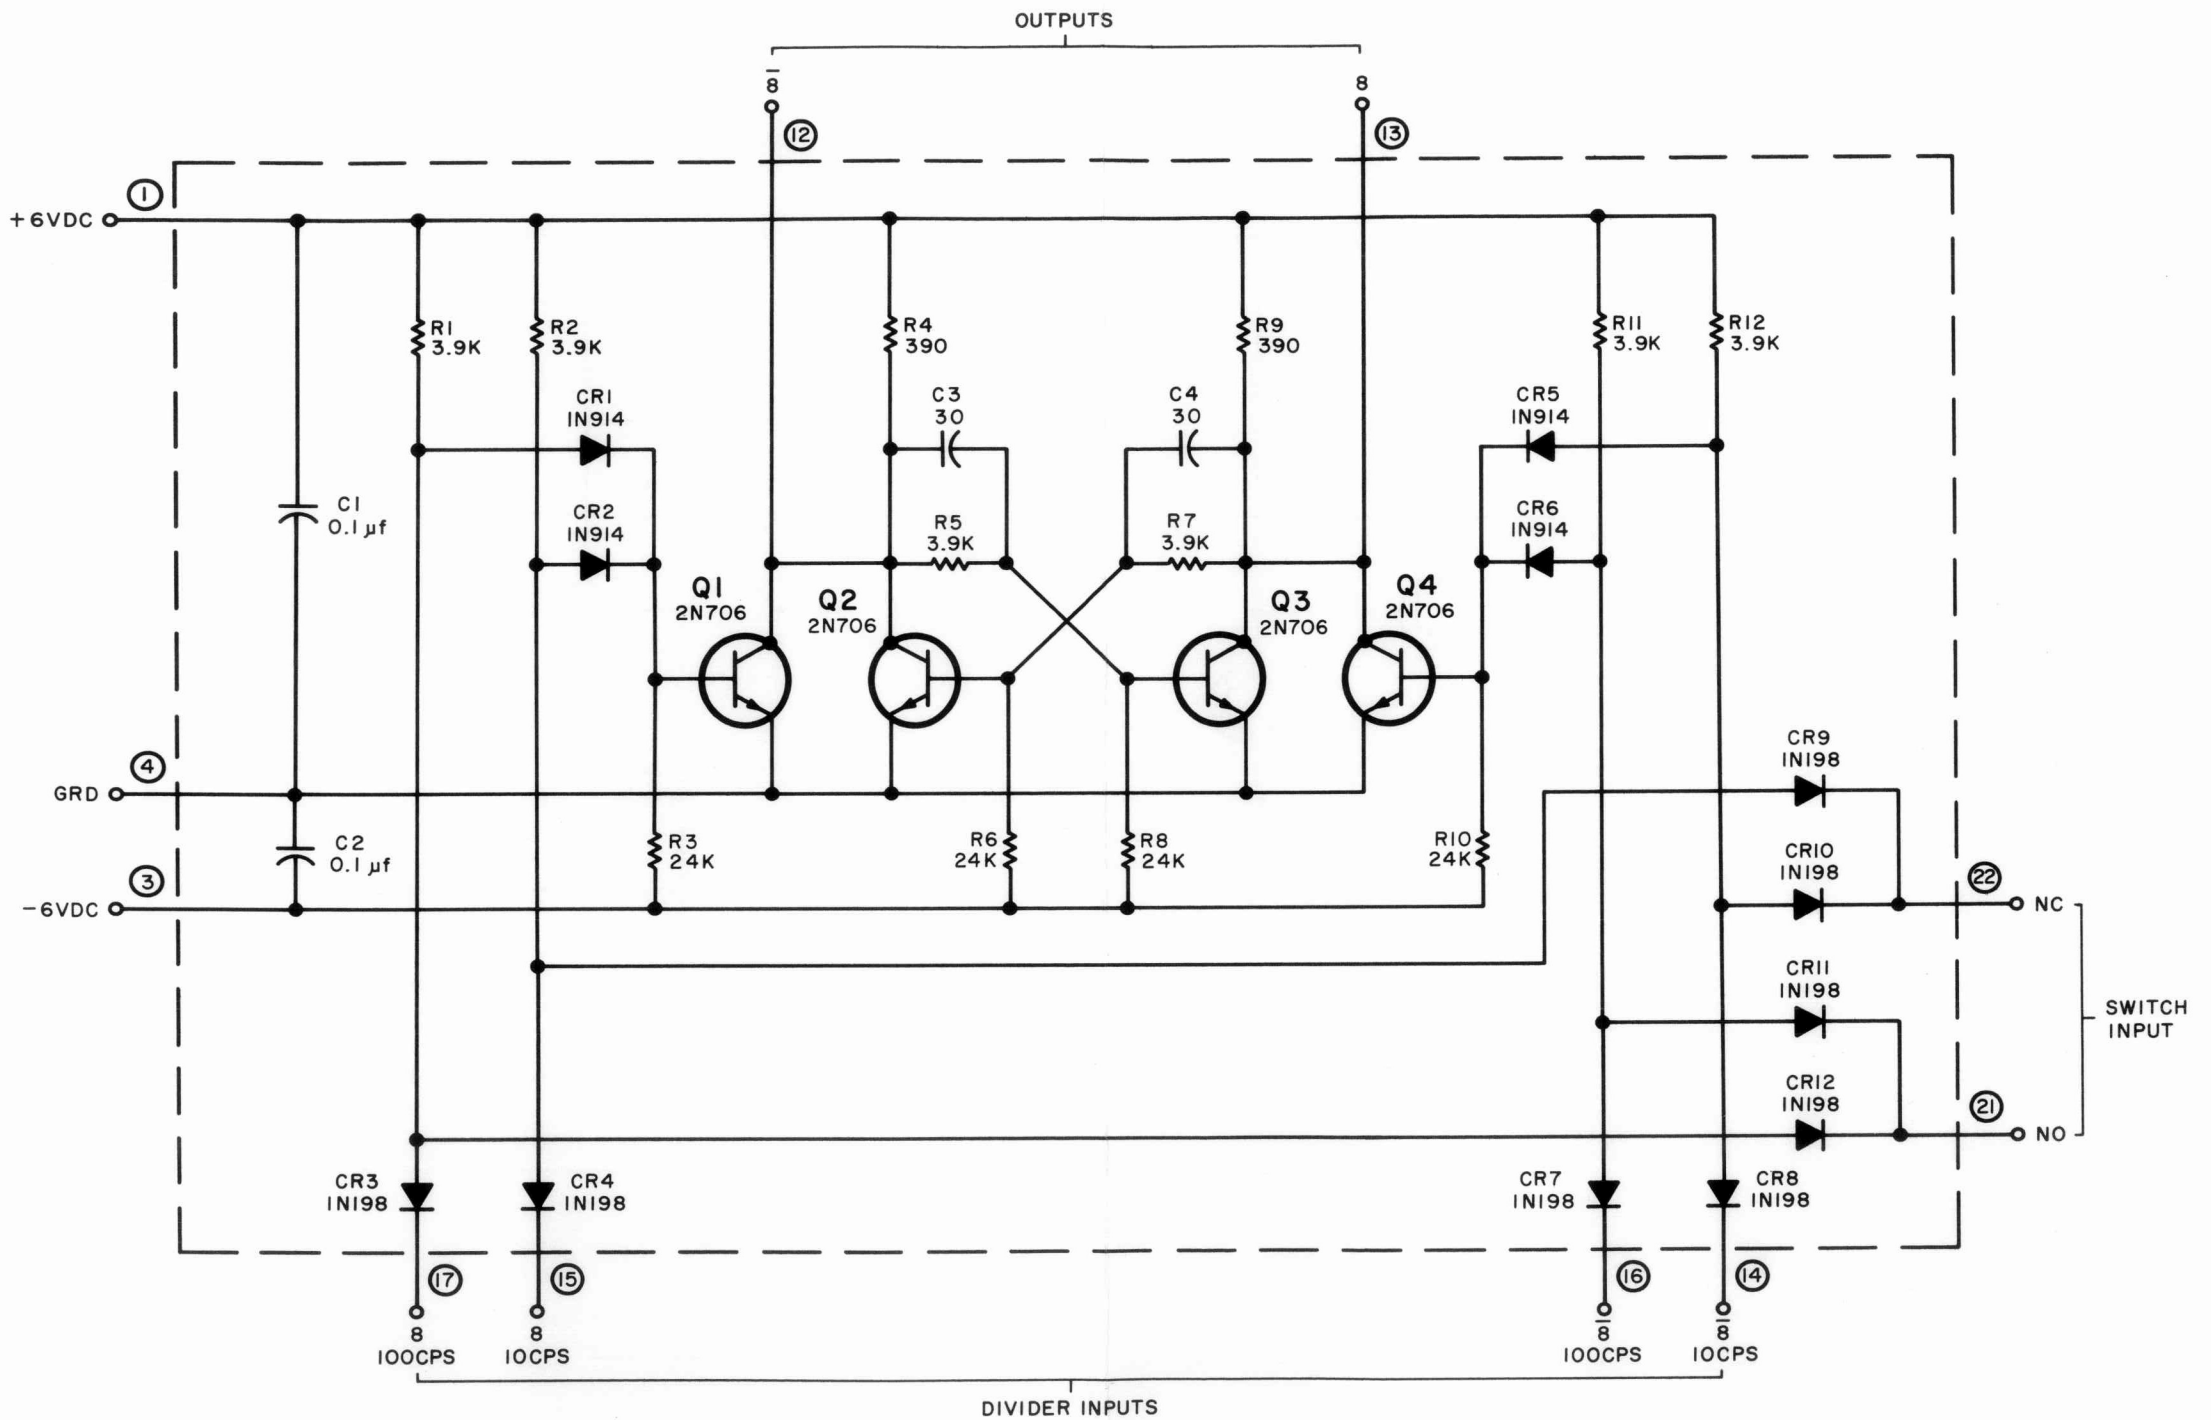 OUTPUTS
8̅
8
12
13
1
+6VDC
R1
3.9K
R2
3.9K
R4
390
R9
390
R11
3.9K
R12
3.9K
CR1
1N914
C3
30
C4
30
CR5
1N914
C1
0.1 µf
CR2
1N914
R5
3.9K
R7
3.9K
CR6
1N914
Q1
2N706
Q2
2N706
Q3
2N706
Q4
2N706
4
GRD
CR9
1N198
C2
0.1 µf
R3
24K
R6
24K
R8
24K
R10
24K
CR10
1N198
3
-6VDC
22
NC
CR11
1N198
SWITCH
INPUT
CR12
1N198
21
NO
CR3
1N198
CR4
1N198
CR7
1N198
CR8
1N198
17
15
16
14
8
100CPS
8
10CPS
8̅
100CPS
8̅
10CPS
DIVIDER INPUTS